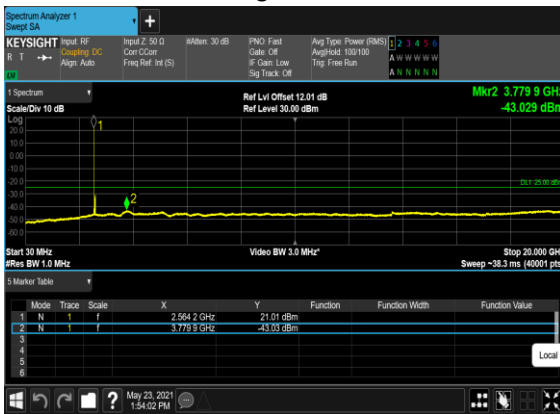 Spectrum Analyzer 1
Swept SA
KEYSIGHT Input: RF Input Z: 50 Ω #Atten: 30 dB PNO: Fast Avg Type: Power (RMS) 1 2 3 4 5 6
R T Coupling: DC Corr CCorr Gate: Off Avg|Hold: 100/100 A W W W W W
Align: Auto Freq Ref: Int (S) IF Gain: Low Trig: Free Run
LV Sig Track: Off A N N N N N
1 Spectrum Ref Lvl Offset 12.01 dB Mkr2 3.779 9 GHz
Scale/Div 10 dB Ref Level 30.00 dBm -43.029 dBm
Log
20.0
10.0
0.00
-10.0
-20.0
-30.0
-40.0
-50.0
-60.0
1
2
DL1 -25.00 dBm
Start 30 MHz Video BW 3.0 MHz* Stop 20.000 GHz
#Res BW 1.0 MHz Sweep ~38.3 ms (40001 pts)
5 Marker Table
Mode Trace Scale X Y Function Function Width Function Value
1 N 1 f 2.564 2 GHz 21.01 dBm
2 N 1 f 3.779 9 GHz -43.03 dBm
3
4
5
6
Local
? May 23, 2021
1:54:02 PM